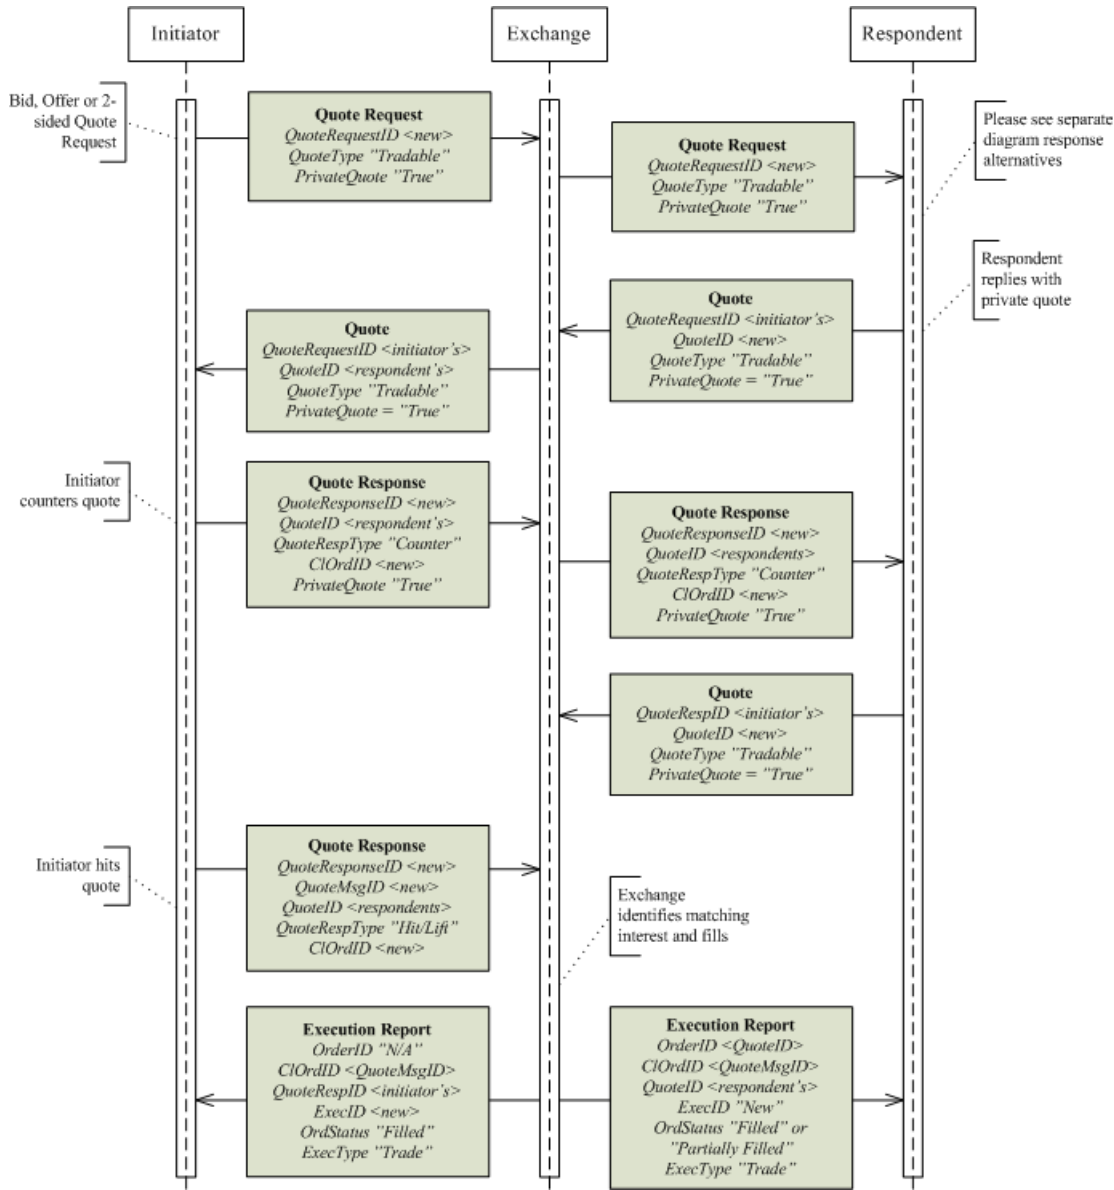 Initiator
Exchange
Respondent
Bid, Offer or 2-
sided Quote
Request
Quote Request
QuoteRequestID <new>
QuoteType "Tradable"
PrivateQuote "True"
Quote Request
QuoteRequestID <new>
QuoteType "Tradable"
PrivateQuote "True"
Please see separate
diagram response
alternatives
Respondent
replies with
private quote
Quote
QuoteRequestID <initiator's>
QuoteID <new>
QuoteType "Tradable"
PrivateQuote = "True"
Quote
QuoteRequestID <initiator's>
QuoteID <respondent's>
QuoteType "Tradable"
PrivateQuote = "True"
Initiator
counters quote
Quote Response
QuoteResponseID <new>
QuoteID <respondent's>
QuoteRespType "Counter"
ClOrdID <new>
PrivateQuote "True"
Quote Response
QuoteResponseID <new>
QuoteID <respondents>
QuoteRespType "Counter"
ClOrdID <new>
PrivateQuote "True"
Quote
QuoteRespID <initiator's>
QuoteID <new>
QuoteType "Tradable"
PrivateQuote = "True"
Initiator hits
quote
Quote Response
QuoteResponseID <new>
QuoteMsgID <new>
QuoteID <respondents>
QuoteRespType "Hit/Lift"
ClOrdID <new>
Exchange
identifies matching
interest and fills
Execution Report
OrderID "N/A"
ClOrdID <QuoteMsgID>
QuoteRespID <initiator's>
ExecID <new>
OrdStatus "Filled"
ExecType "Trade"
Execution Report
OrderID <QuoteID>
ClOrdID <QuoteMsgID>
QuoteID <respondent's>
ExecID "New"
OrdStatus "Filled" or
"Partially Filled"
ExecType "Trade"